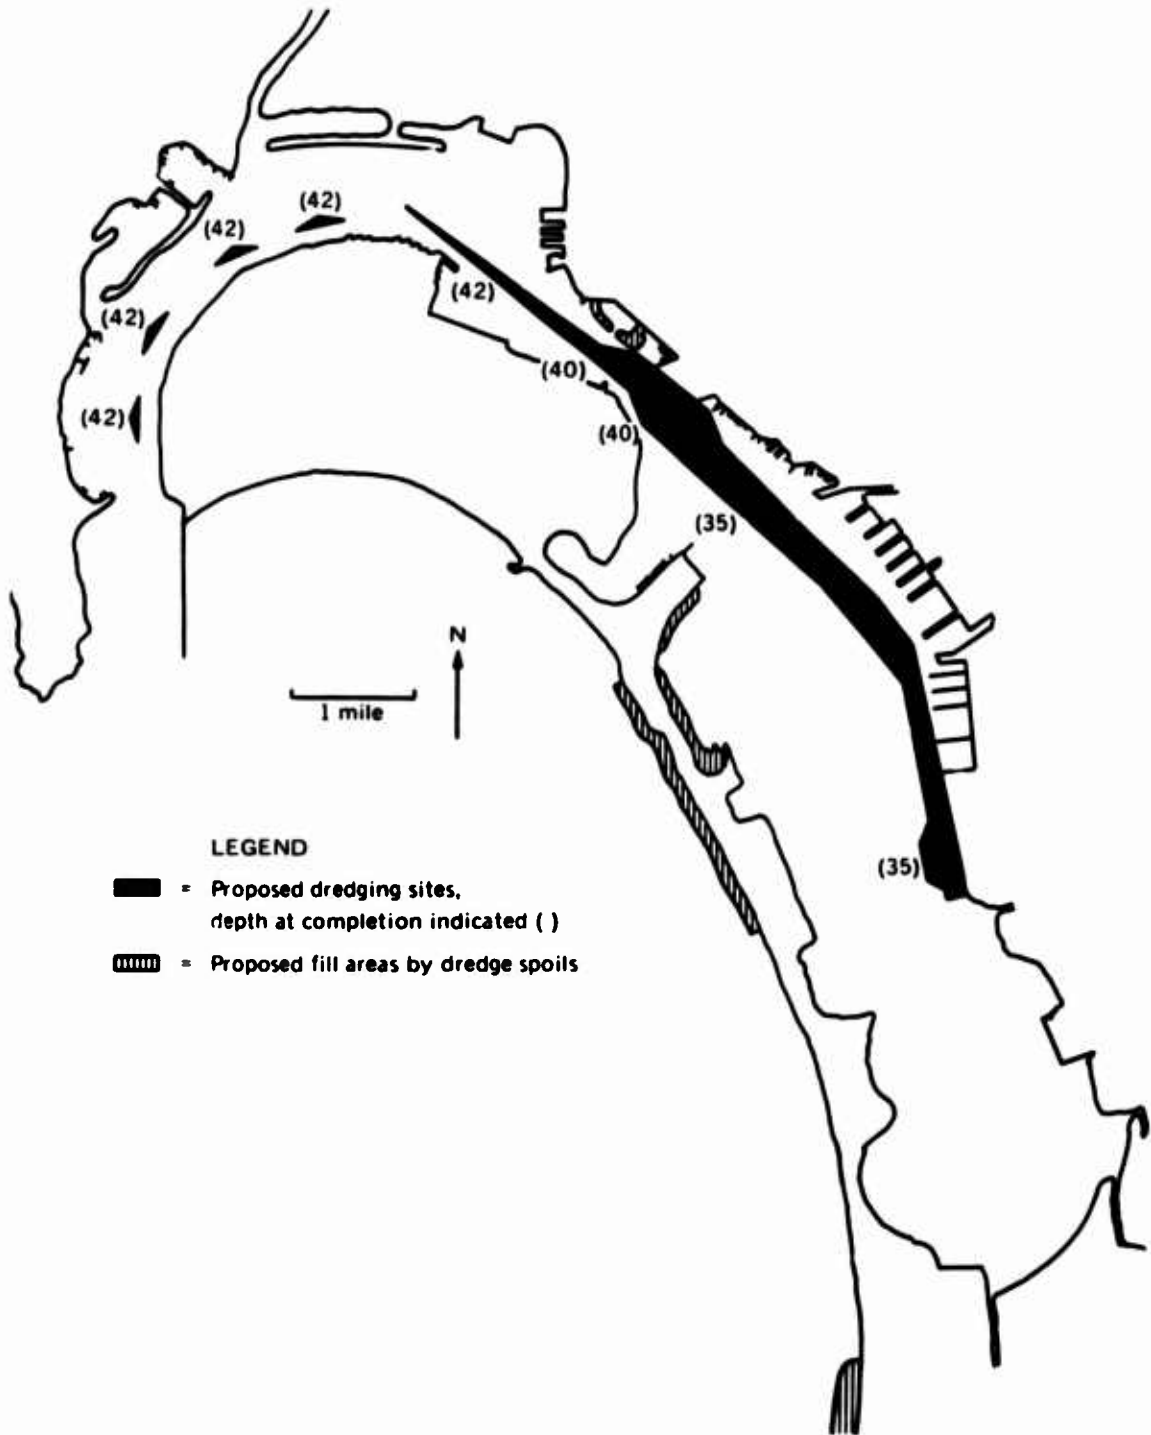 (42)
(42)
(42)
(42)
(42)
(40)
(40)
(35)
N
1 mile
LEGEND
= Proposed dredging sites,
depth at completion indicated ( )
(35)
= Proposed fill areas by dredge spoils